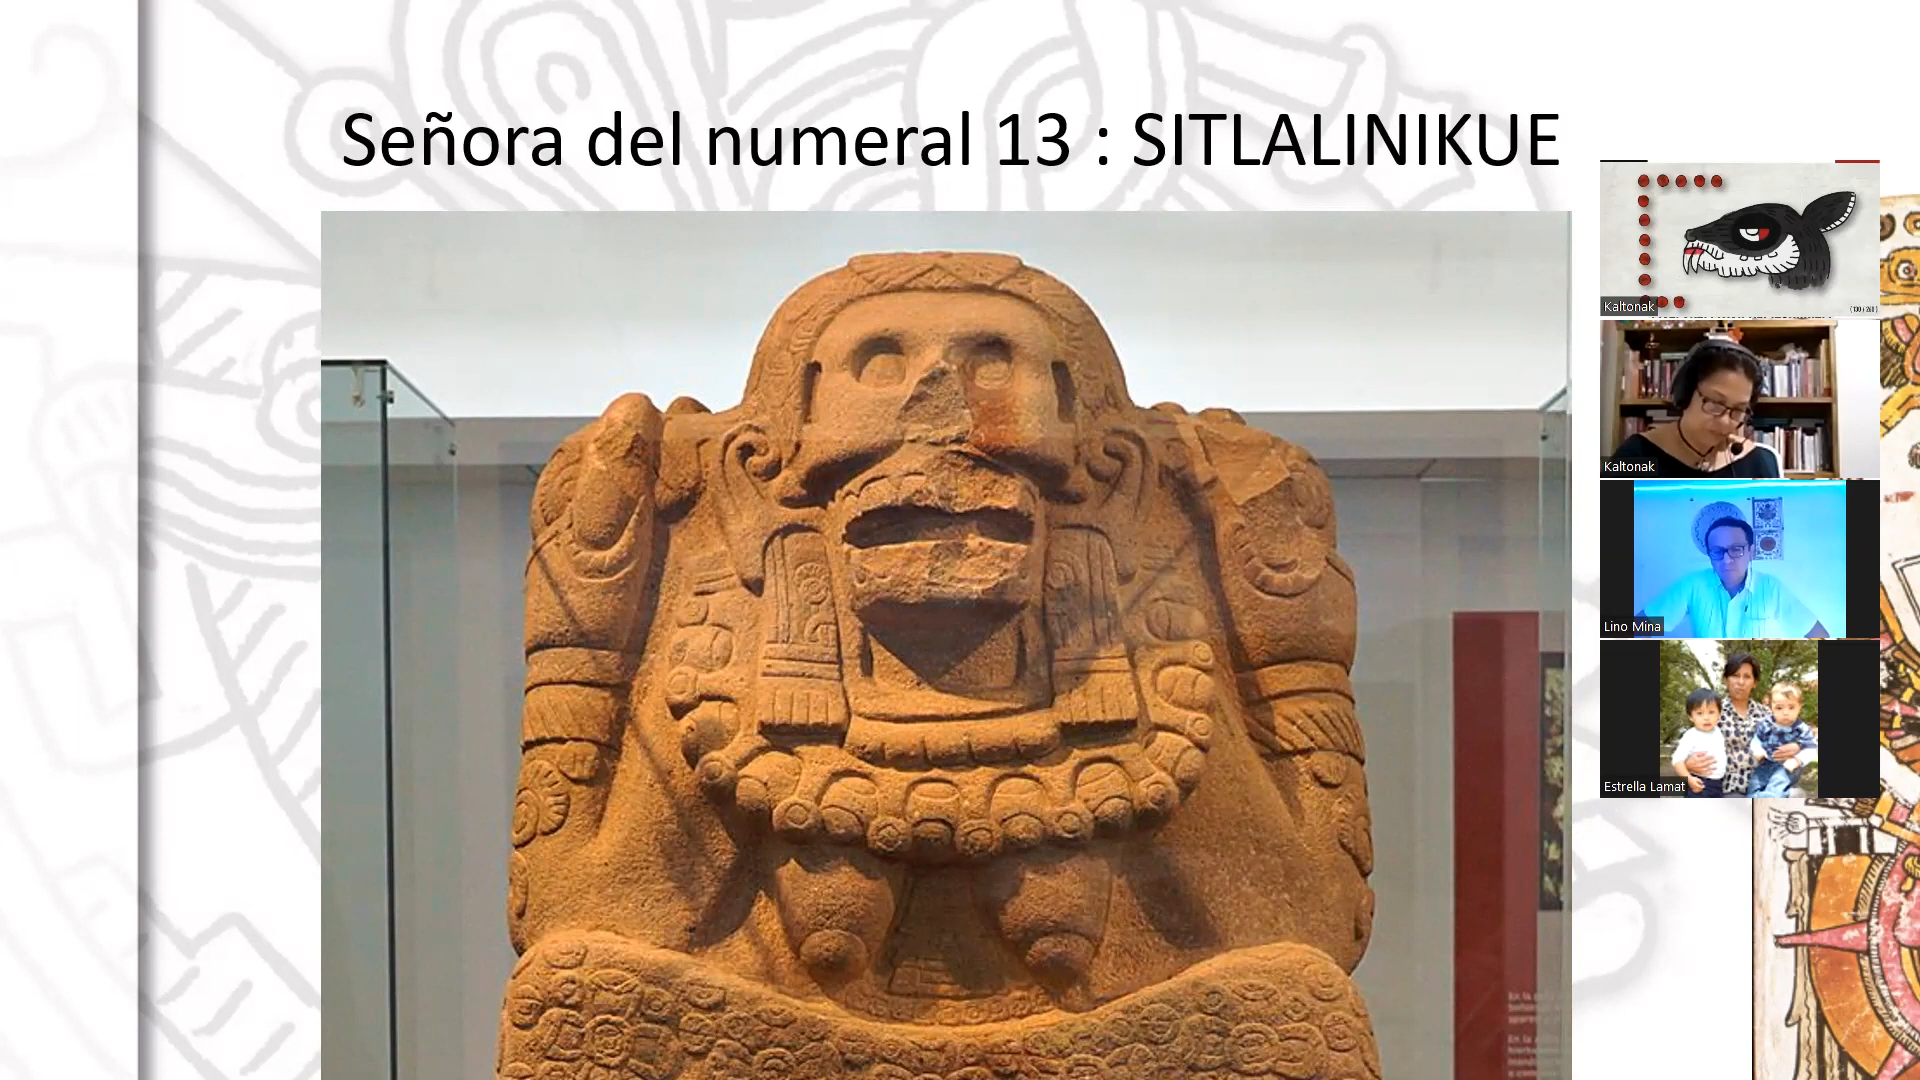 Señora del numeral 13 : SITLALINIKUE
Kaltonak
Kaltonak
Lino Mina
Estrella Lamat